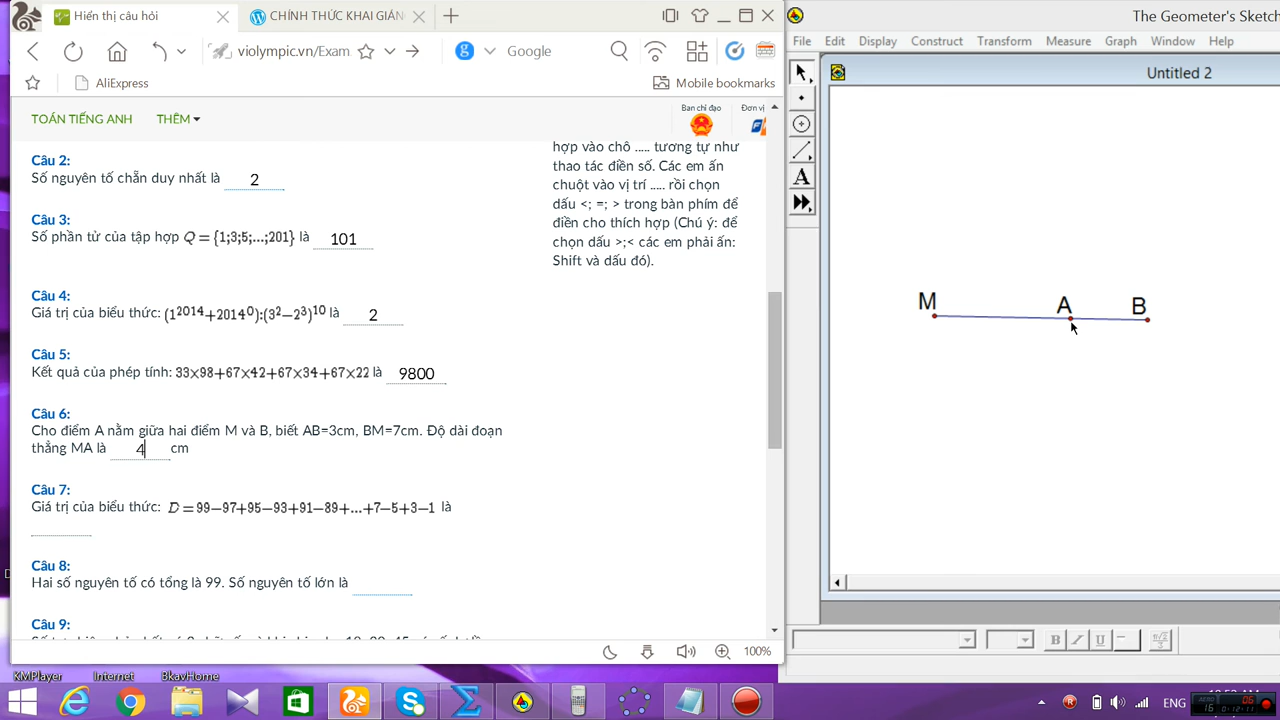 Hiển thị câu hỏi
CHÍNH THỨC KHAI GIẢN
violympic.vn/Exam
Google
AliExpress
Mobile bookmarks
TOÁN TIẾNG ANH
THÊM
Ban chỉ đạo
Đơn vị
Câu 2:
Số nguyên tố chẵn duy nhất là 2
Câu 3:
Số phần tử của tập hợp Q = {1;3;5;...;201} là 101
Câu 4:
Giá trị của biểu thức: (1^2014+2014^0):(3^2−2^3)^10 là 2
Câu 5:
Kết quả của phép tính: 33×98+67×42+67×34+67×22 là 9800
Câu 6:
Cho điểm A nằm giữa hai điểm M và B, biết AB=3cm, BM=7cm. Độ dài đoạn
thẳng MA là 4 cm
Câu 7:
Giá trị của biểu thức: D = 99−97+95−93+91−89+...+7−5+3−1 là
Câu 8:
Hai số nguyên tố có tổng là 99. Số nguyên tố lớn là
Câu 9:
hợp vào chô ..... tương tự như
thao tác điền số. Các em ấn
chuột vào vị trí ..... rồi chọn
dấu <; =; > trong bàn phím để
điền cho thích hợp (Chú ý: để
chọn dấu >;< các em phải ấn:
Shift và dấu đó).
100%
The Geometer's Sketch
File Edit Display Construct Transform Measure Graph Window Help
Untitled 2
A
M A B
B I U
KMPlayer Internet BkavHome
ENG